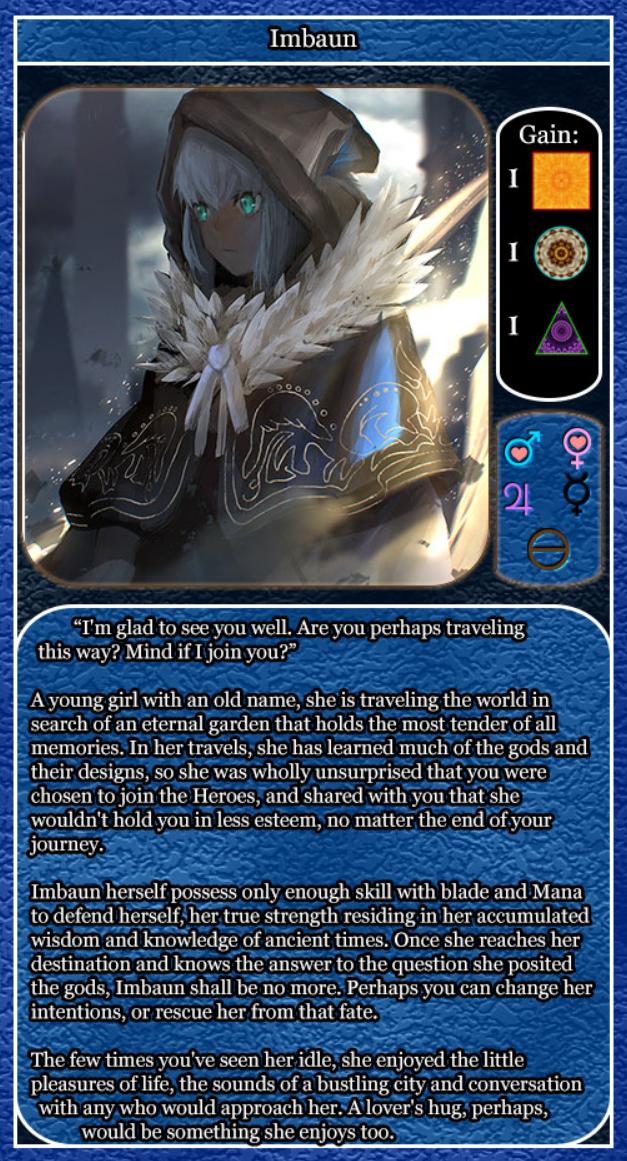 Imbaun
Gain:
I
I
I
“I'm glad to see you well. Are you perhaps traveling
this way? Mind if I join you?”
A young girl with an old name, she is traveling the world in
search of an eternal garden that holds the most tender of all
memories. In her travels, she has learned much of the gods and
their designs, so she was wholly unsurprised that you were
chosen to join the Heroes, and shared with you that she
wouldn't hold you in less esteem, no matter the end of your
journey.
Imbaun herself possess only enough skill with blade and Mana
to defend herself, her true strength residing in her accumulated
wisdom and knowledge of ancient times. Once she reaches her
destination and knows the answer to the question she posited
the gods, Imbaun shall be no more. Perhaps you can change her
intentions, or rescue her from that fate.
The few times you've seen her idle, she enjoyed the little
pleasures of life, the sounds of a bustling city and conversation
with any who would approach her. A lover's hug, perhaps,
would be something she enjoys too.